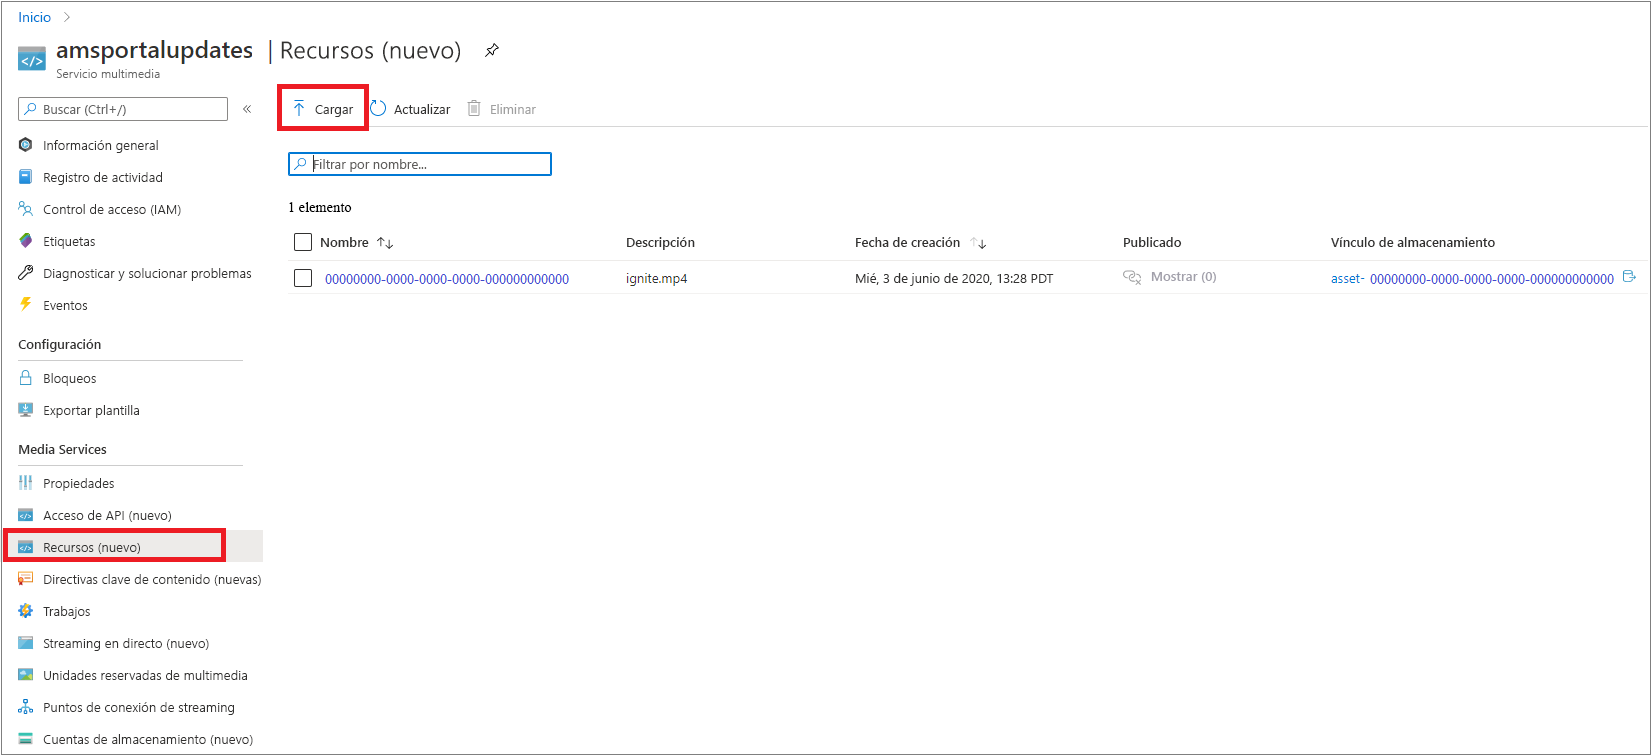 Inicio
amsportalupdates | Recursos (nuevo)
Servicio multimedia
Buscar (Ctrl+/)
Cargar Actualizar Eliminar
Información general
Registro de actividad
Control de acceso (IAM)
Etiquetas
Diagnosticar y solucionar problemas
Eventos
Configuración
Bloqueos
Exportar plantilla
Media Services
Propiedades
Acceso de API (nuevo)
Recursos (nuevo)
Directivas clave de contenido (nuevas)
Trabajos
Streaming en directo (nuevo)
Unidades reservadas de multimedia
Puntos de conexión de streaming
Cuentas de almacenamiento (nuevo)
Filtrar por nombre...
1 elemento
Nombre Descripción Fecha de creación Publicado Vínculo de almacenamiento
00000000-0000-0000-0000-000000000000 ignite.mp4 Mié, 3 de junio de 2020, 13:28 PDT Mostrar (0) asset- 00000000-0000-0000-0000-000000000000